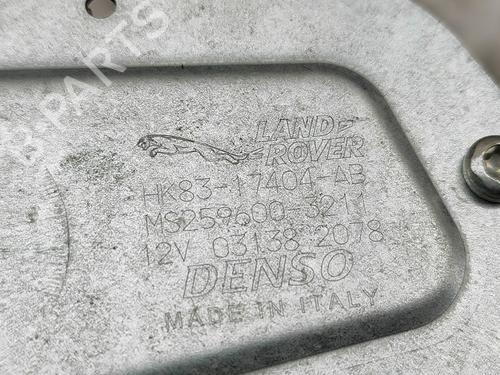 B-PARTS
LAND
ROVER
HK83-17404-AB
MS259600-3211
12V 03138 2078
DENSO
MADE IN ITALY